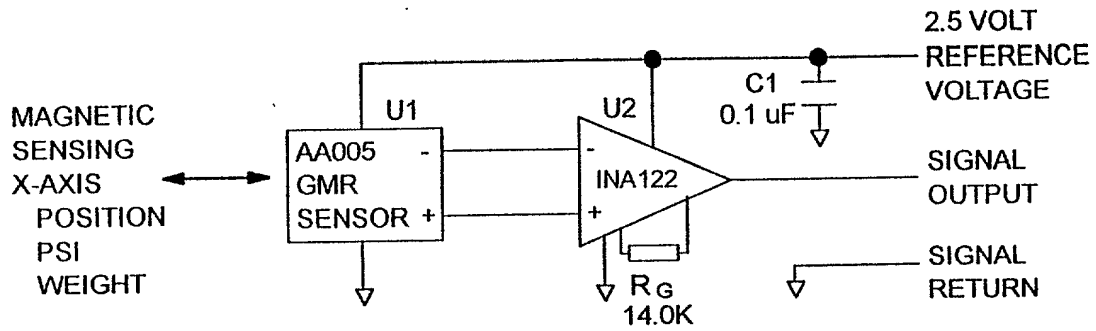 2.5 VOLT
REFERENCE
VOLTAGE
C1
0.1 uF
U1
U2
MAGNETIC
SENSING
X-AXIS
POSITION
PSI
WEIGHT
AA005 -
GMR
SENSOR +
-
INA122
+
SIGNAL
OUTPUT
RG
14.0K
SIGNAL
RETURN